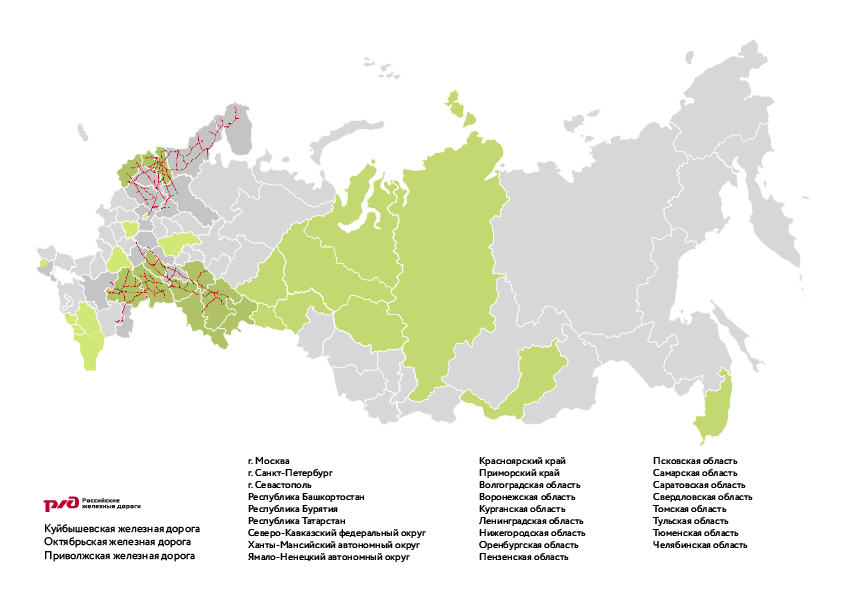 г. Москва
г. Санкт-Петербург
г. Севастополь
Республика Башкортостан
Республика Бурятия
Республика Татарстан
Северо-Кавказский федеральный округ
Ханты-Мансийский автономный округ
Ямало-Ненецкий автономный округ
Красноярский край
Приморский край
Волгоградская область
Воронежская область
Курганская область
Ленинградская область
Нижегородская область
Оренбургская область
Пензенская область
Псковская область
Самарская область
Саратовская область
Свердловская область
Томская область
Тульская область
Тюменская область
Челябинская область
ржд Российские
железные дороги
Куйбышевская железная дорога
Октябрьская железная дорога
Приволжская железная дорога